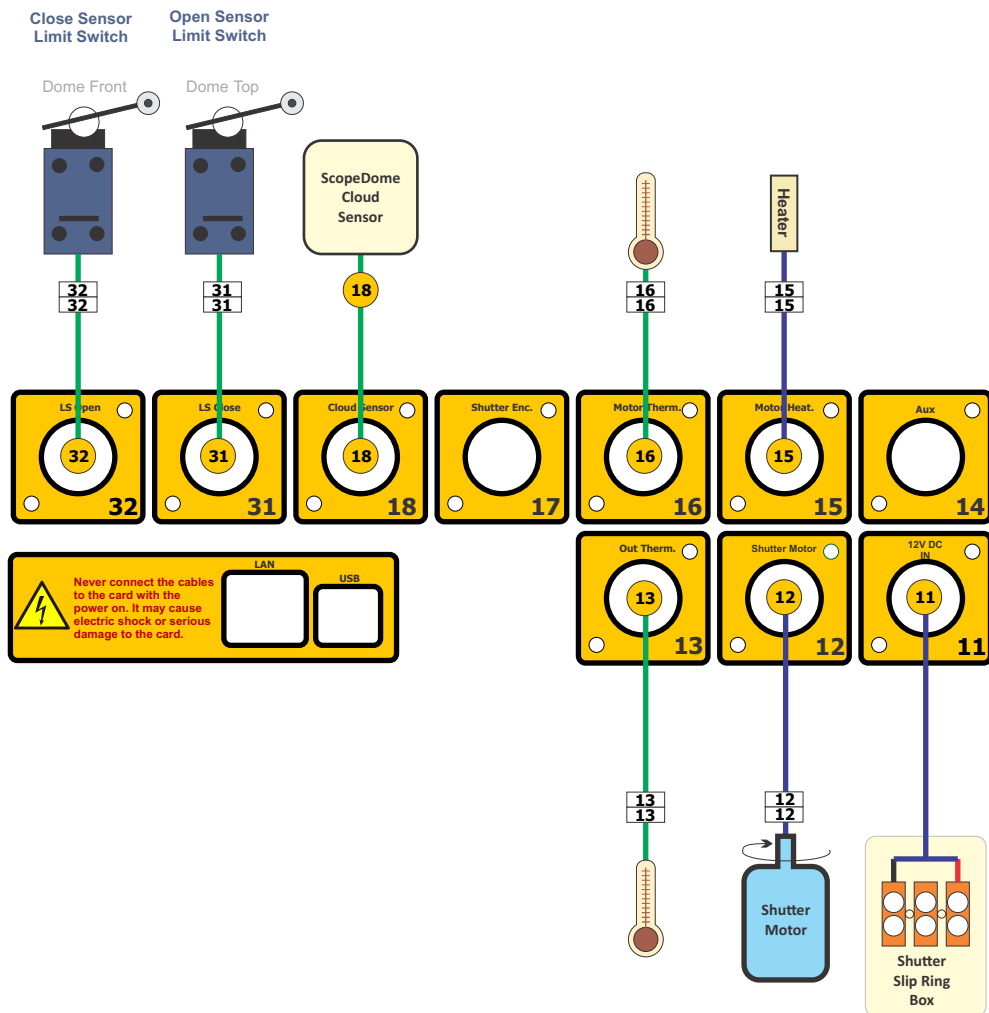 Close Sensor
Limit Switch
Open Sensor
Limit Switch
Dome Front
Dome Top
ScopeDome
Cloud
Sensor
Heater
32
32
31
31
18
16
16
15
15
LS Open
32
32
LS Close
31
31
Cloud Sensor
18
18
Shutter Enc.
17
Motor Therm.
16
16
Motor Heat.
15
15
Aux
14
Never connect the cables
to the card with the
power on. It may cause
electric shock or serious
damage to the card.
LAN
USB
Out Therm.
13
13
Shutter Motor
12
12
12V DC
IN
11
11
13
13
12
12
Shutter
Motor
Shutter
Slip Ring
Box